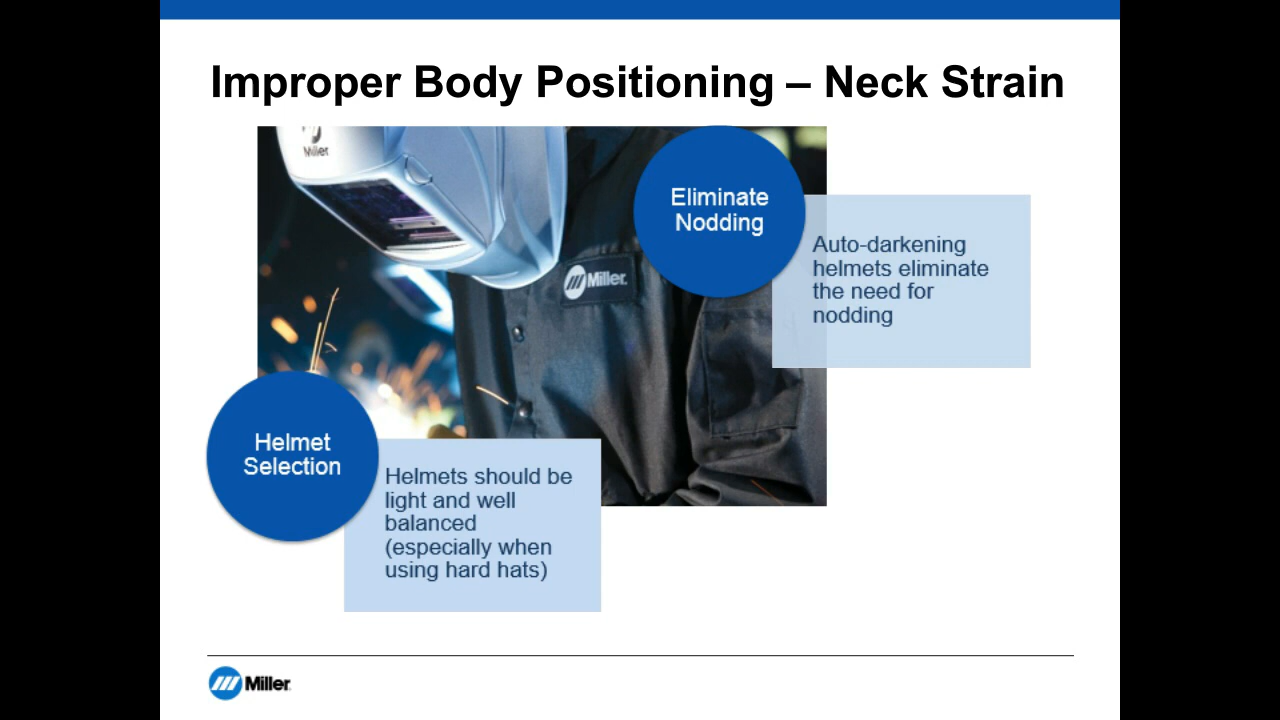 Improper Body Positioning – Neck Strain
Miller
Eliminate
Nodding
Auto-darkening
helmets eliminate
the need for
nodding
Miller
Helmet
Selection
Helmets should be
light and well
balanced
(especially when
using hard hats)
Miller